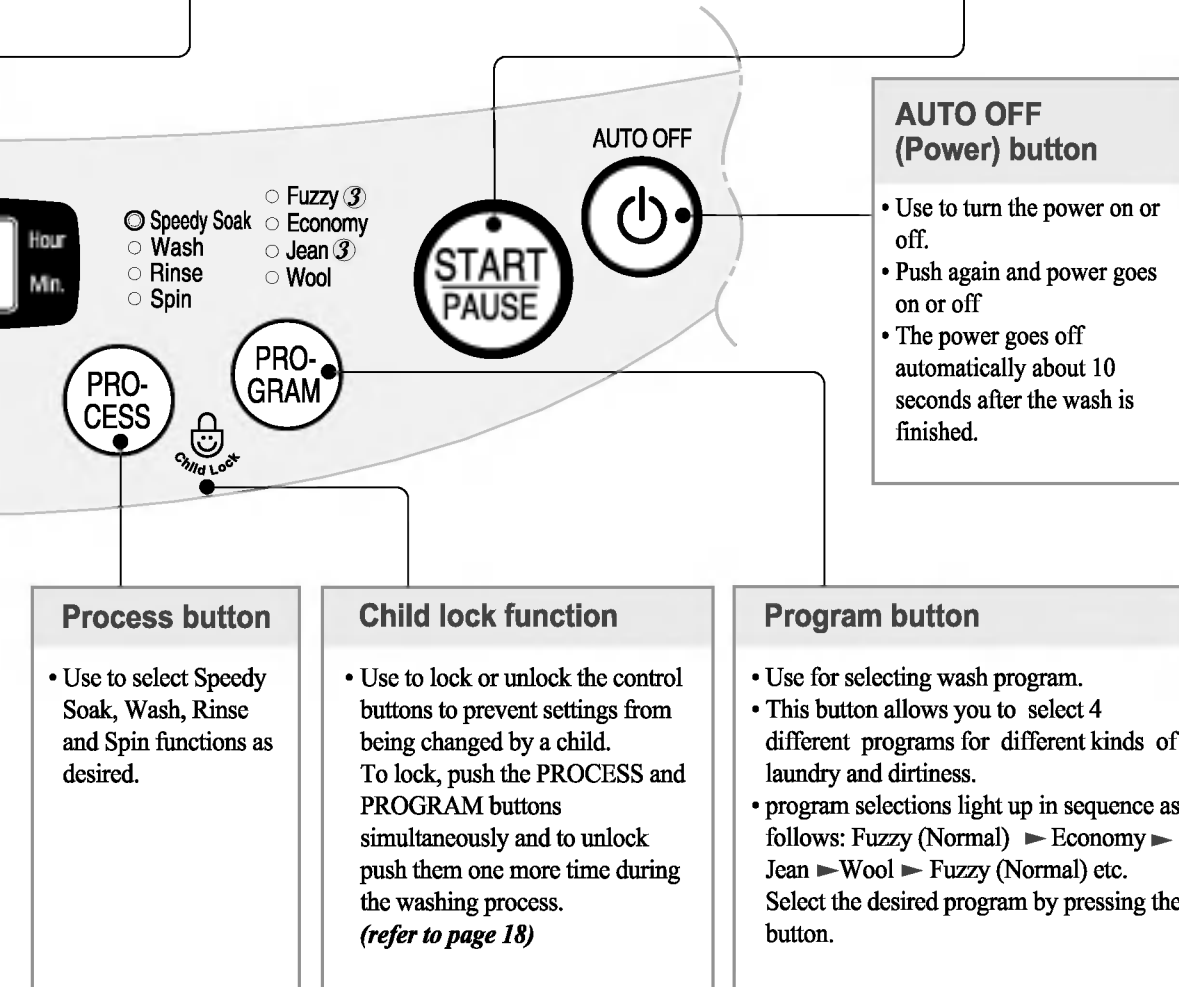 AUTO OFF
Hour
Min.
Speedy Soak
Wash
Rinse
Spin
Fuzzy 3
Economy
Jean 3
Wool
START
PAUSE
PRO-
CESS
PRO-
GRAM
Child Lock
AUTO OFF
(Power) button
• Use to turn the power on or
off.
• Push again and power goes
on or off
• The power goes off
automatically about 10
seconds after the wash is
finished.
Process button
• Use to select Speedy
Soak, Wash, Rinse
and Spin functions as
desired.
Child lock function
• Use to lock or unlock the control
buttons to prevent settings from
being changed by a child.
To lock, push the PROCESS and
PROGRAM buttons
simultaneously and to unlock
push them one more time during
the washing process.
(refer to page 18)
Program button
• Use for selecting wash program.
• This button allows you to select 4
different programs for different kinds of
laundry and dirtiness.
• program selections light up in sequence as
follows: Fuzzy (Normal) ► Economy ►
Jean ►Wool ► Fuzzy (Normal) etc.
Select the desired program by pressing the
button.